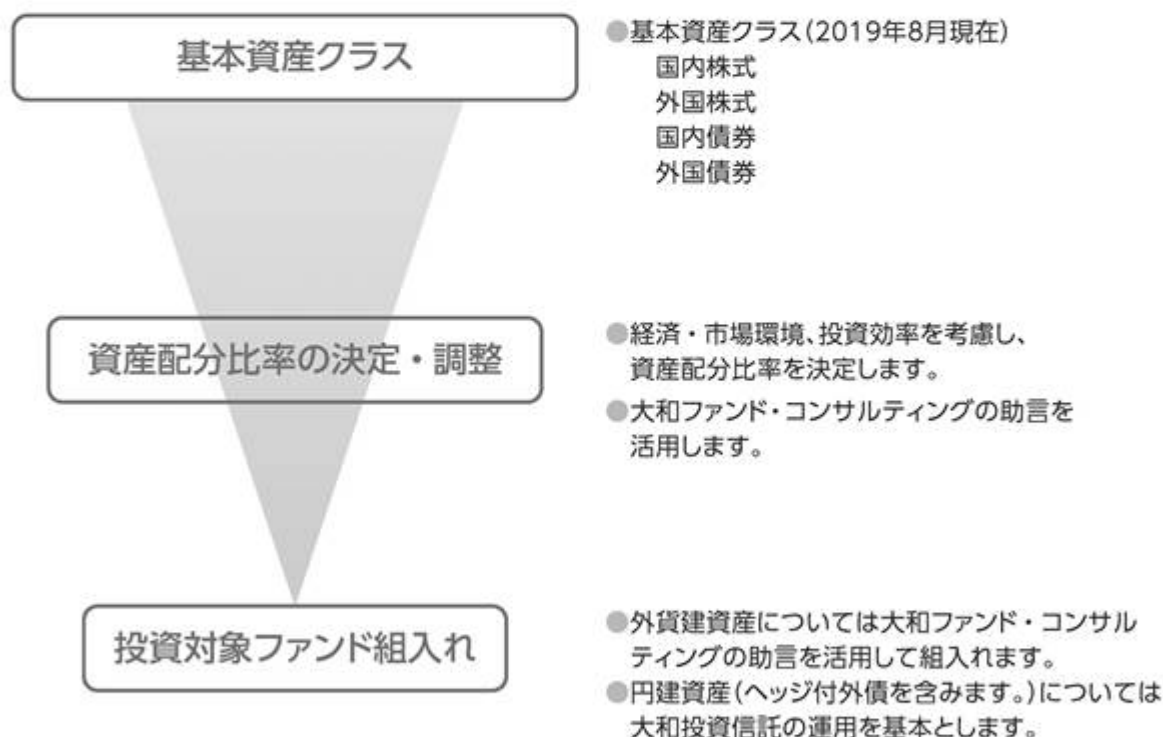 基本資産クラス
●基本資産クラス(2019年8月現在)
国内株式
外国株式
国内債券
外国債券
資産配分比率の決定・調整
●経済・市場環境、投資効率を考慮し、
資産配分比率を決定します。
●大和ファンド・コンサルティングの助言を
活用します。
投資対象ファンド組入れ
●外貨建資産については大和ファンド・コンサル
ティングの助言を活用して組入れます。
●円建資産(ヘッジ付外債を含みます。)については
大和投資信託の運用を基本とします。